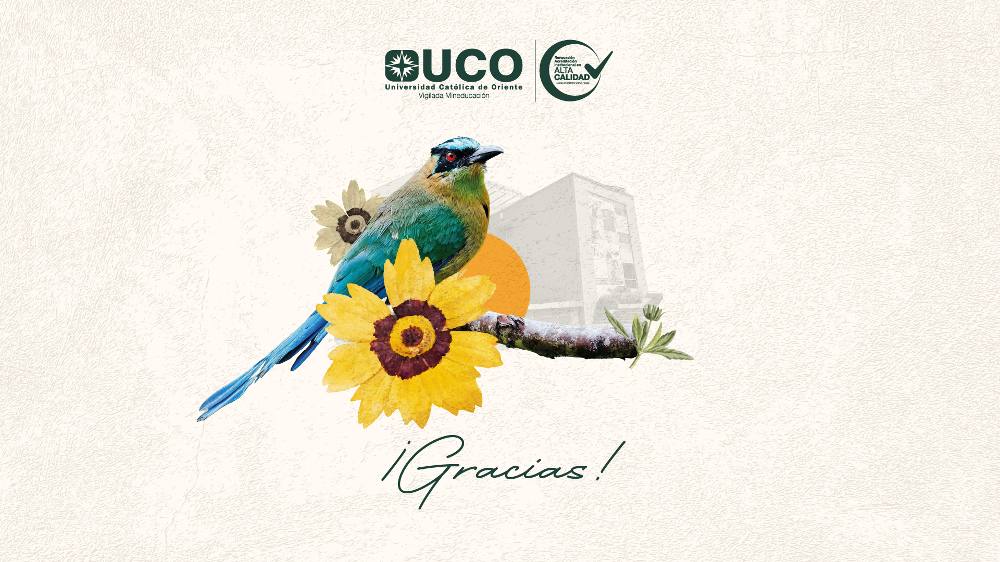 UCO
Universidad Católica de Oriente
Vigilada Mineducación
Renovación
Acreditación
Institucional en
ALTA
CALIDAD
¡Gracias!